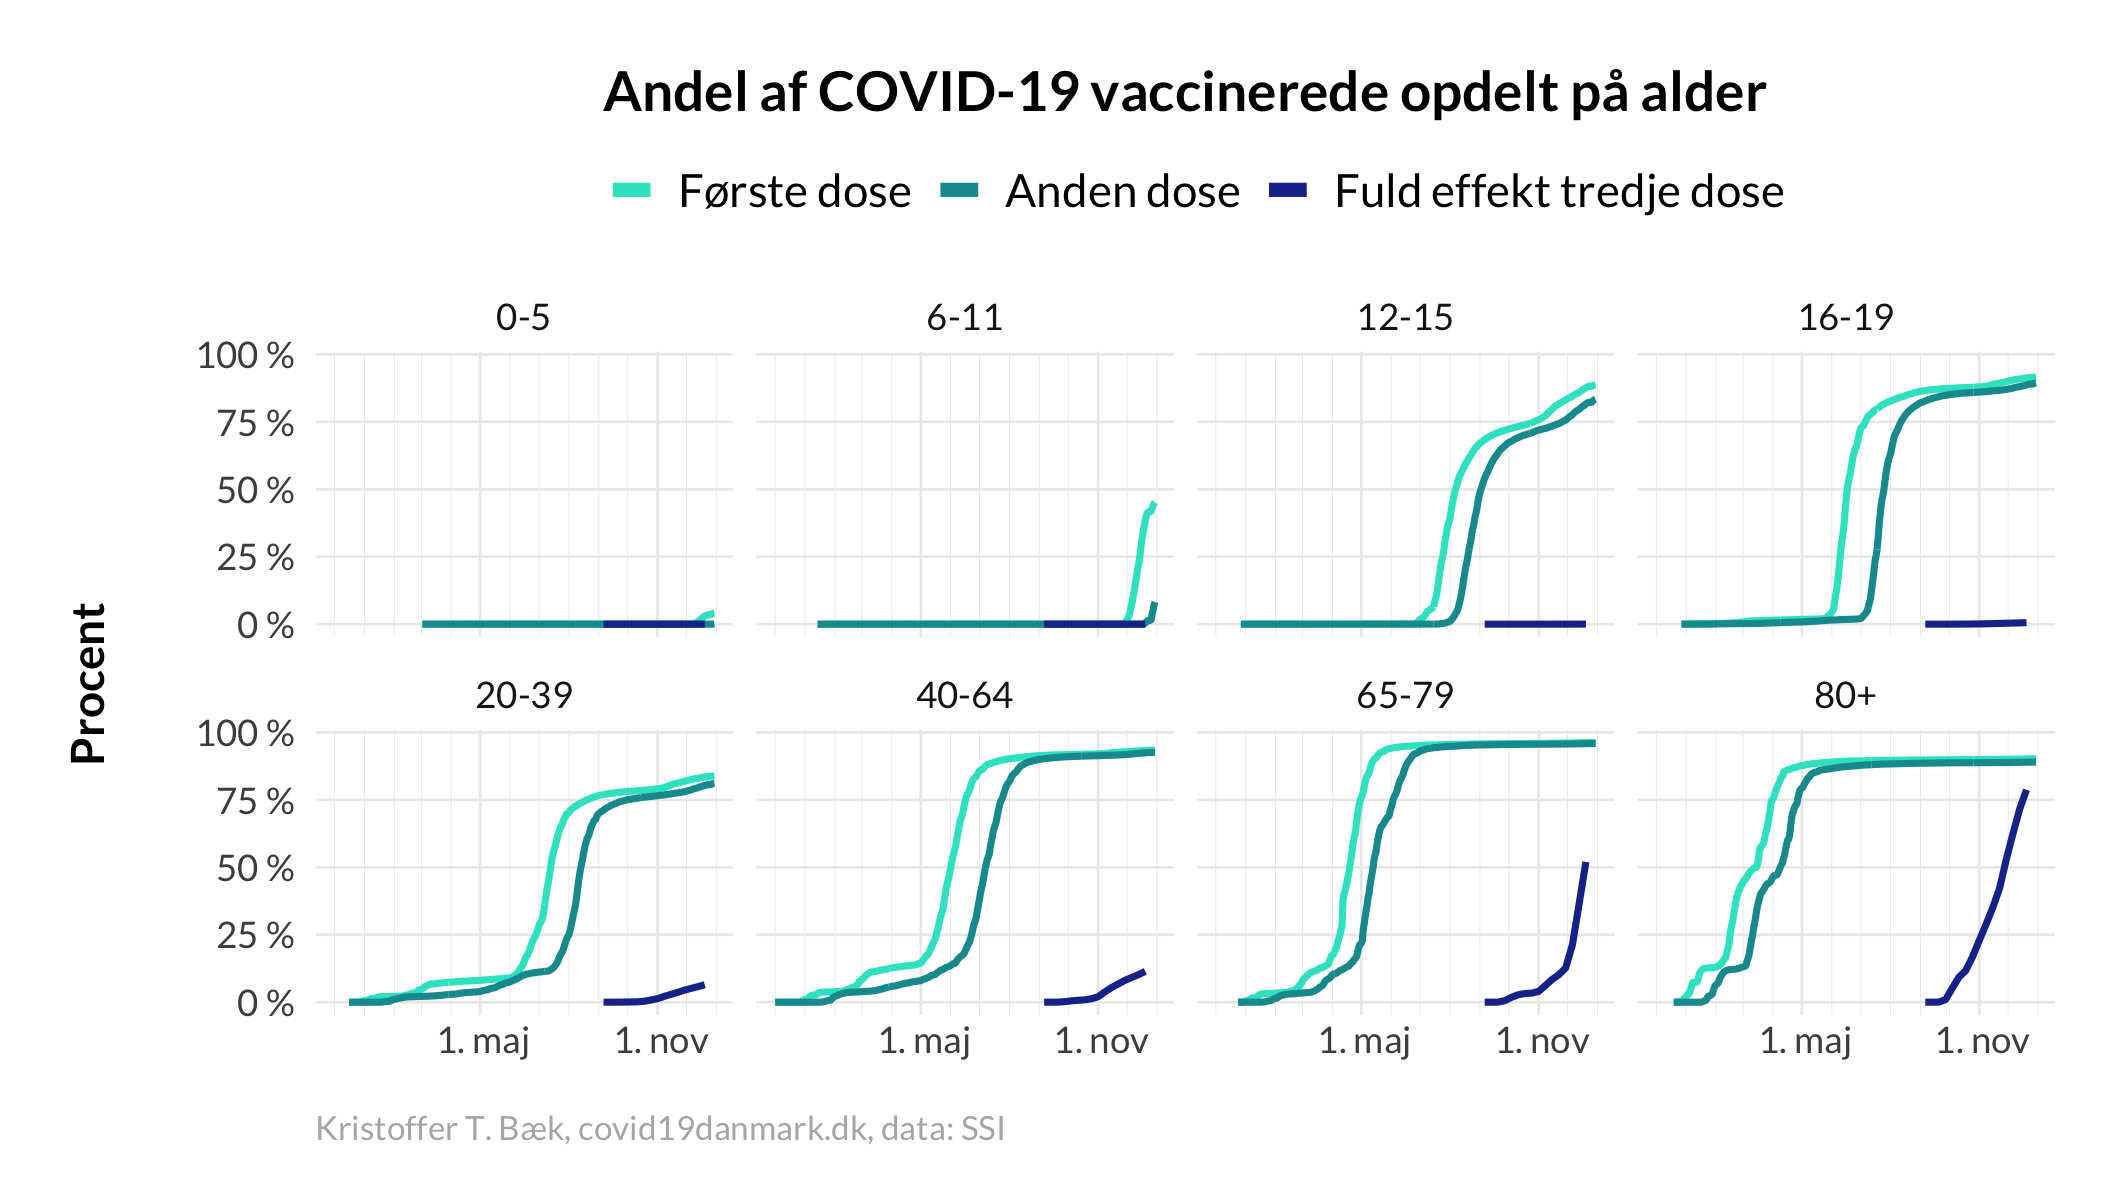 Andel af COVID-19 vaccinerede opdelt på alder
Første dose Anden dose Fuld effekt tredje dose
0-5 6-11 12-15 16-19
100 %
75 %
50 %
25 %
0 %
20-39 40-64 65-79 80+
100 %
75 %
50 %
25 %
0 %
1. maj 1. nov 1. maj 1. nov 1. maj 1. nov 1. maj 1. nov
Procent
Kristoffer T. Bæk, covid19danmark.dk, data: SSI